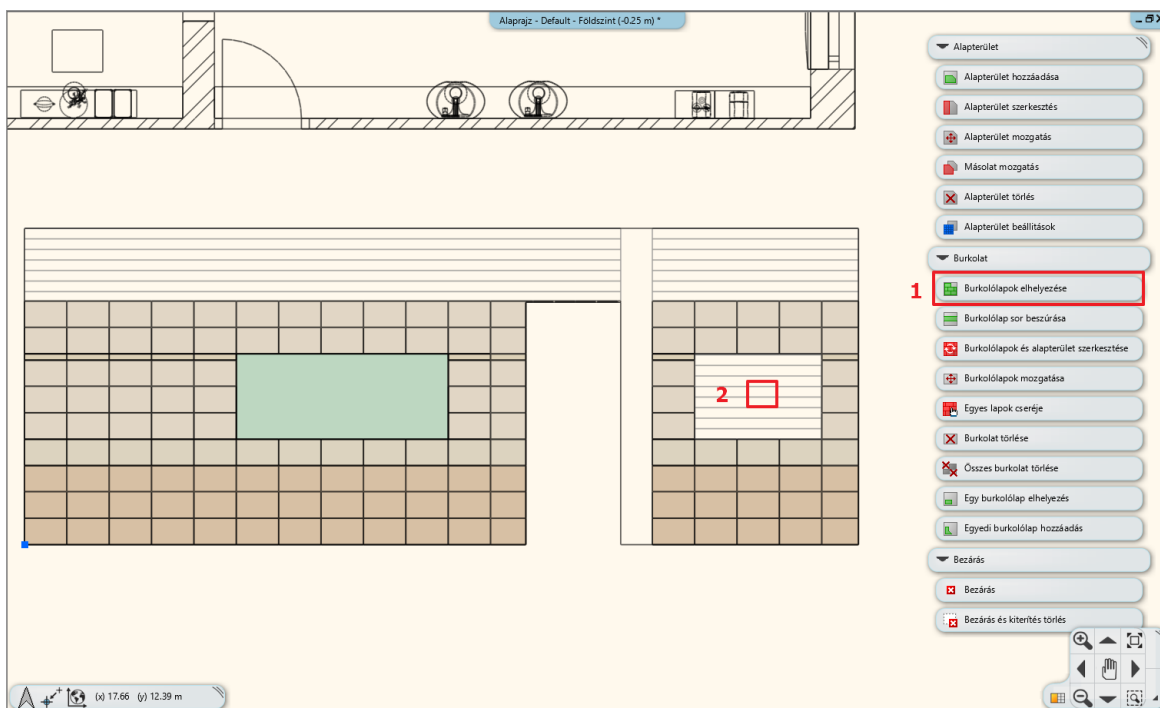 Alaprajz - Default - Földszint (-0.25 m) *
Alapterület
Alapterület hozzáadása
Alapterület szerkesztés
Alapterület mozgatás
Másolat mozgatás
Alapterület törlés
Alapterület beállítások
Burkolat
1
Burkolólapok elhelyezése
Burkolólap sor beszúrása
Burkolólapok és alapterület szerkesztése
Burkolólapok mozgatása
2
Egyes lapok cseréje
Burkolat törlése
Összes burkolat törlése
Egy burkolólap elhelyezés
Egyedi burkolólap hozzáadás
Bezárás
Bezárás
Bezárás és kiterítés törlés
(x) 17.66 (y) 12.39 m